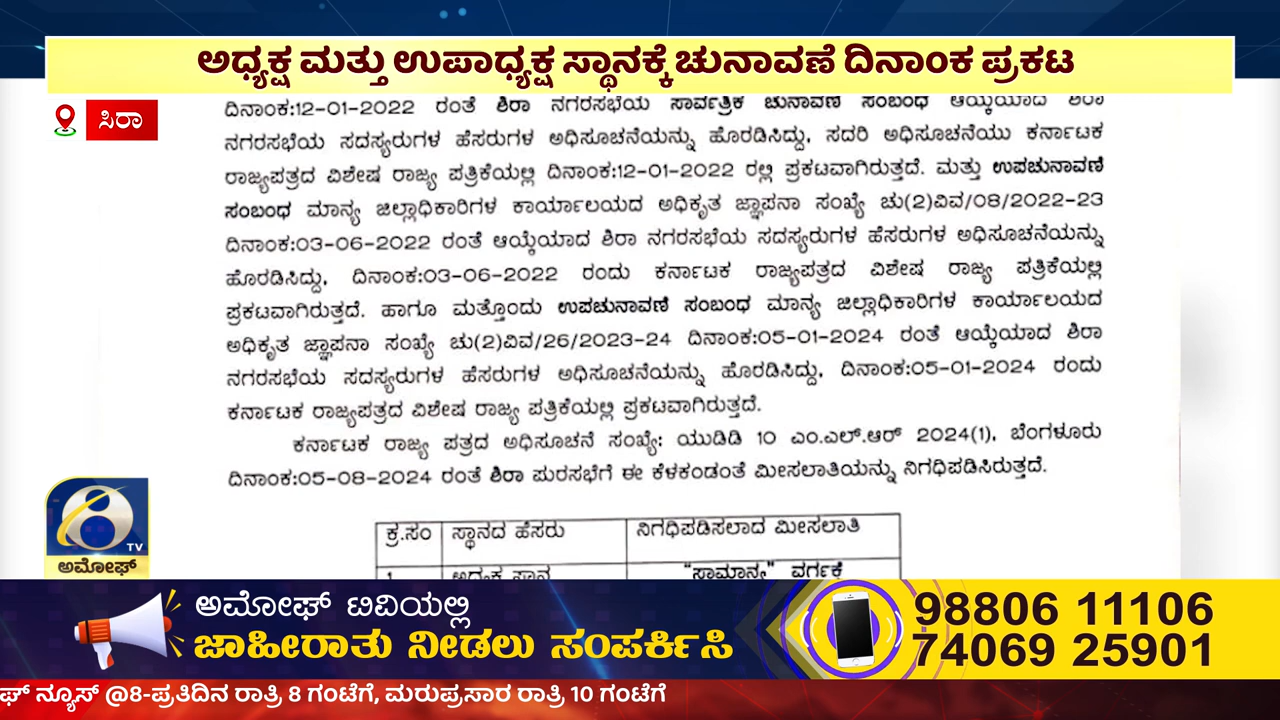 ಅಧ್ಯಕ್ಷ ಮತ್ತು ಉಪಾಧ್ಯಕ್ಷ ಸ್ಥಾನಕ್ಕೆ ಚುನಾವಣೆ ದಿನಾಂಕ ಪ್ರಕಟ
ಸಿರಾ
ದಿನಾಂಕ:12-01-2022 ರಂತೆ ಶಿರಾ ನಗರಸಭೆಯ ಸಾರ್ವತ್ರಿಕ ಚುನಾವಣೆ ಸಂಬಂಧ ಆಯ್ಕೆಯಾದ ಶಿರಾ
ನಗರಸಭೆಯ ಸದಸ್ಯರುಗಳ ಹೆಸರುಗಳ ಅಧಿಸೂಚನೆಯನ್ನು ಹೊರಡಿಸಿದ್ದು, ಸದರಿ ಅಧಿಸೂಚನೆಯು ಕರ್ನಾಟಕ
ರಾಜ್ಯಪತ್ರದ ವಿಶೇಷ ರಾಜ್ಯ ಪತ್ರಿಕೆಯಲ್ಲಿ ದಿನಾಂಕ:12-01-2022 ರಲ್ಲಿ ಪ್ರಕಟವಾಗಿರುತ್ತದೆ. ಮತ್ತು ಉಪಚುನಾವಣೆ
ಸಂಬಂಧ ಮಾನ್ಯ ಜಿಲ್ಲಾಧಿಕಾರಿಗಳ ಕಾರ್ಯಾಲಯದ ಅಧಿಕೃತ ಜ್ಞಾಪನಾ ಸಂಖ್ಯೆ ಚು(2)ವಿವ/08/2022-23
ದಿನಾಂಕ:03-06-2022 ರಂತೆ ಆಯ್ಕೆಯಾದ ಶಿರಾ ನಗರಸಭೆಯ ಸದಸ್ಯರುಗಳ ಹೆಸರುಗಳ ಅಧಿಸೂಚನೆಯನ್ನು
ಹೊರಡಿಸಿದ್ದು, ದಿನಾಂಕ:03-06-2022 ರಂದು ಕರ್ನಾಟಕ ರಾಜ್ಯಪತ್ರದ ವಿಶೇಷ ರಾಜ್ಯ ಪತ್ರಿಕೆಯಲ್ಲಿ
ಪ್ರಕಟವಾಗಿರುತ್ತದೆ. ಹಾಗೂ ಮತ್ತೊಂದು ಉಪಚುನಾವಣೆ ಸಂಬಂಧ ಮಾನ್ಯ ಜಿಲ್ಲಾಧಿಕಾರಿಗಳ ಕಾರ್ಯಾಲಯದ
ಅಧಿಕೃತ ಜ್ಞಾಪನಾ ಸಂಖ್ಯೆ ಚು(2)ವಿವ/26/2023-24 ದಿನಾಂಕ:05-01-2024 ರಂತೆ ಆಯ್ಕೆಯಾದ ಶಿರಾ
ನಗರಸಭೆಯ ಸದಸ್ಯರುಗಳ ಹೆಸರುಗಳ ಅಧಿಸೂಚನೆಯನ್ನು ಹೊರಡಿಸಿದ್ದು, ದಿನಾಂಕ:05-01-2024 ರಂದು
ಕರ್ನಾಟಕ ರಾಜ್ಯಪತ್ರದ ವಿಶೇಷ ರಾಜ್ಯ ಪತ್ರಿಕೆಯಲ್ಲಿ ಪ್ರಕಟವಾಗಿರುತ್ತದೆ.
ಕರ್ನಾಟಕ ರಾಜ್ಯ ಪತ್ರದ ಅಧಿಸೂಚನೆ ಸಂಖ್ಯೆ: ಯುಡಿಡಿ 10 ಎಂ.ಎಲ್.ಆರ್ 2024(1), ಬೆಂಗಳೂರು
ದಿನಾಂಕ:05-08-2024 ರಂತೆ ಶಿರಾ ಪುರಸಭೆಗೆ ಈ ಕೆಳಕಂಡಂತೆ ಮೀಸಲಾತಿಯನ್ನು ನಿಗಧಿಪಡಿಸಿರುತ್ತದೆ.
ಕ್ರ.ಸಂ ಸ್ಥಾನದ ಹೆಸರು ನಿಗಧಿಪಡಿಸಲಾದ ಮೀಸಲಾತಿ
1 ಅಧ್ಯಕ್ಷ ಸ್ಥಾನ "ಸಾಮಾನ್ಯ" ವರ್ಗಕ್ಕೆ
8 TV
ಅಮೋಘ್
ಅಮೋಘ್ ಟಿವಿಯಲ್ಲಿ
ಜಾಹೀರಾತು ನೀಡಲು ಸಂಪರ್ಕಿಸಿ
98806 11106
74069 25901
ಘ್ ನ್ಯೂಸ್ @8-ಪ್ರತಿದಿನ ರಾತ್ರಿ 8 ಗಂಟೆಗೆ, ಮರುಪ್ರಸಾರ ರಾತ್ರಿ 10 ಗಂಟೆಗೆ